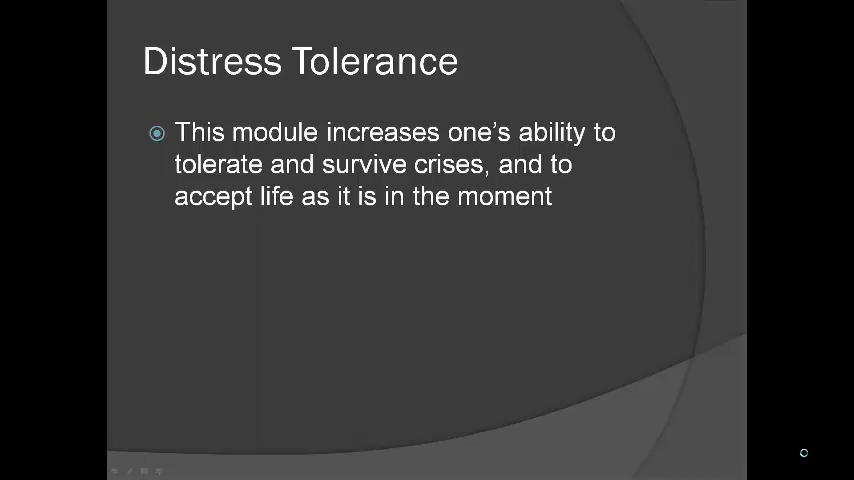 Distress Tolerance
This module increases one’s ability to
tolerate and survive crises, and to
accept life as it is in the moment